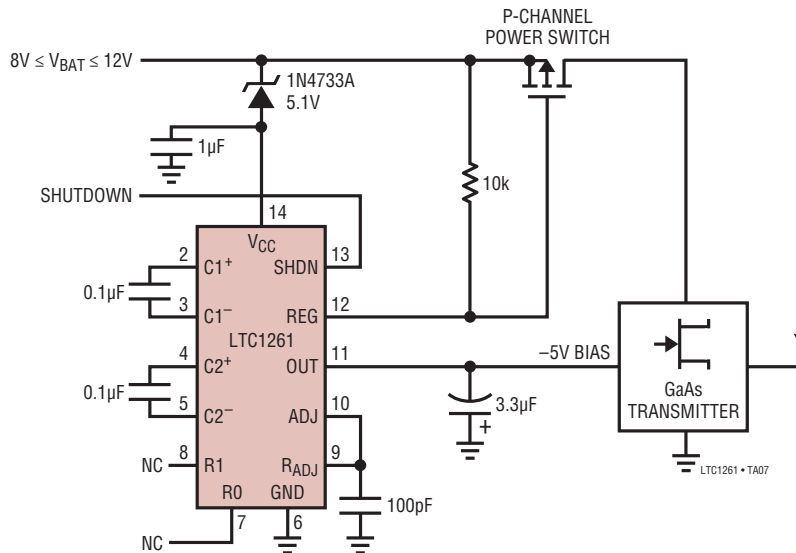 P-CHANNEL
POWER SWITCH
8V ≤ VBAT ≤ 12V
1N4733A
5.1V
1µF
10k
SHUTDOWN
14
VCC
2
C1+
SHDN
13
0.1µF
3
C1−
REG
12
LTC1261
4
C2+
OUT
11
–5V BIAS
0.1µF
5
C2−
ADJ
10
3.3µF
+
GaAs
TRANSMITTER
NC
8
R1
RADJ
9
LTC1261 • TA07
R0
GND
100pF
7
6
NC